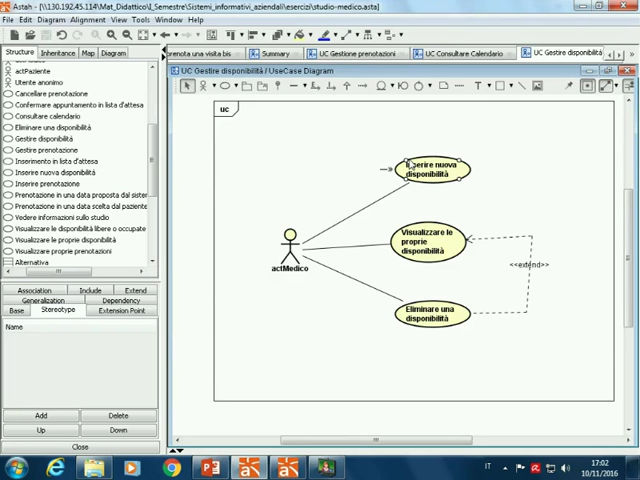 Astah - [\\130.192.45.114\Mat_Didattico\I_Semestre\Sistemi_informativi_aziendali\esercizi\studio-medico.asta]
File Edit Diagram Alignment View Tools Window Help
Structure Inheritance Map Diagram
renota una visita bis Summary UC Gestione prenotazioni UC Consultare Calendario UC Gestire disponibilità
UC Gestire disponibilità / UseCase Diagram
actPaziente
Utente anonimo
Cancellare prenotazione
Confermare appuntamento in lista d'attesa
Consultare calendario
Eliminare una disponibilità
Gestire disponibilità
Gestire prenotazione
Inserimento in lista d'attesa
Inserire nuova disponibilità
Inserire prenotazione
Prenotazione in una data proposta dal sistem
Prenotazione in una data scelta dal paziente
Vedere informazioni sullo studio
Visualizzare le disponibilità libere o occupate
Visualizzare le proprie disponibilità
Visualizzare proprie prenotazioni
Alternativa
Association Include Extend
Generalization Dependency
Base Stereotype Extension Point
Name
Add Delete
Up Down
Close
uc
Inserire nuova
disponibilità
Visualizzare le
proprie
disponibilità
actMedico
<<extend>>
Eliminare una
disponibilità
IT
17:02
10/11/2016